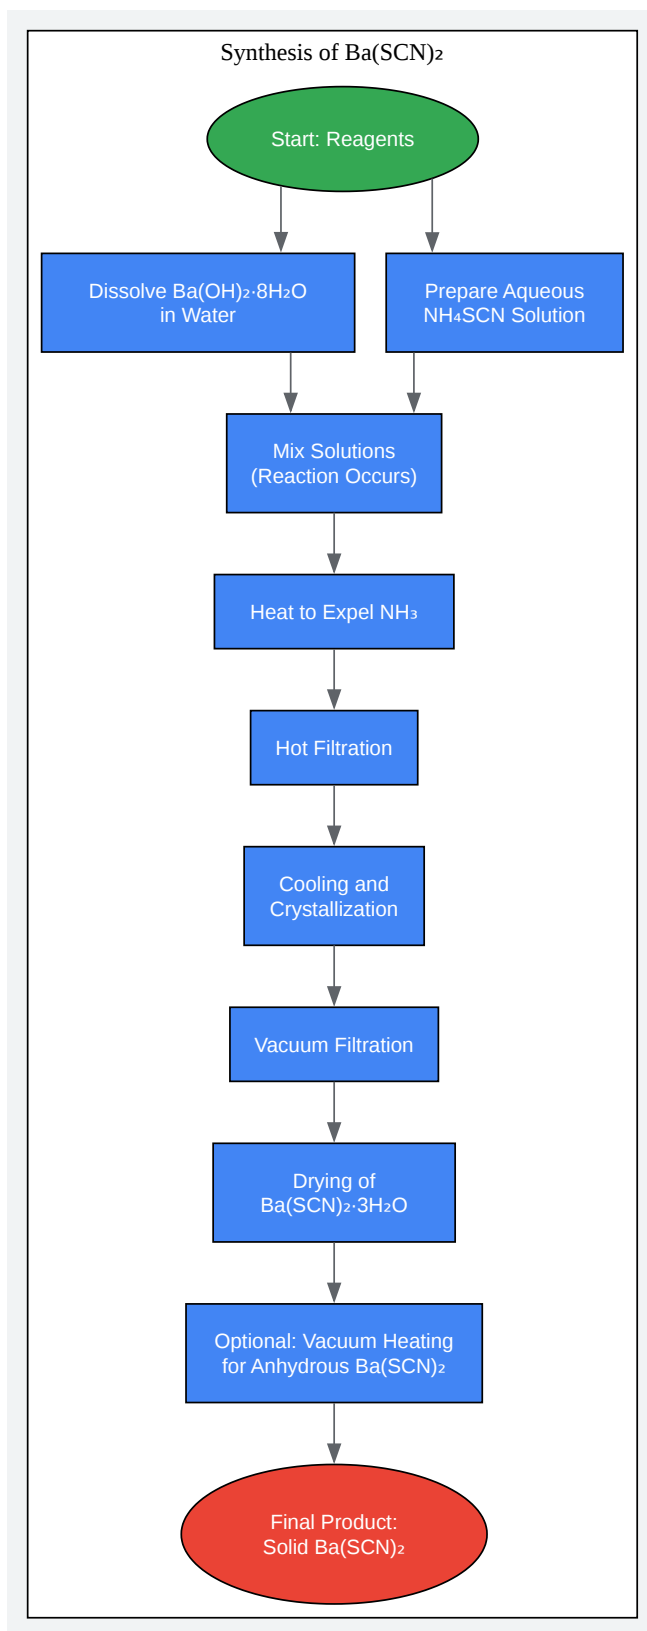 Synthesis of Ba(SCN)₂
Start: Reagents
Dissolve Ba(OH)₂·8H₂O
in Water
Prepare Aqueous
NH₄SCN Solution
Mix Solutions
(Reaction Occurs)
Heat to Expel NH₃
Hot Filtration
Cooling and
Crystallization
Vacuum Filtration
Drying of
Ba(SCN)₂·3H₂O
Optional: Vacuum Heating
for Anhydrous Ba(SCN)₂
Final Product:
Solid Ba(SCN)₂